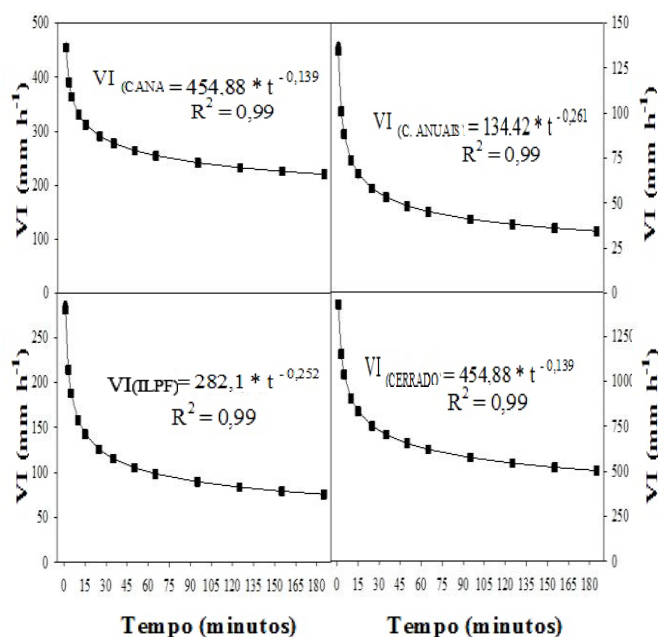 500
400
300
200
100
0
VI (mm h-1)
VI (CANA = 454.88 * t - 0,139
R2 = 0,99
150
125
100
75
50
25
0
VI (mm h-1)
VI (C. ANUAIS) = 134.42 * t -0,261
R2 = 0,99
250
200
150
100
50
0
VI (mm h-1)
VI(ILPF) = 282,1 * t - 0,252
R2 = 0,99
1250
1000
750
500
250
0
VI (mm h-1)
VI (CERRADO) = 454,88 * t - 0,139
R2 = 0,99
0 15 30 45 60 75 90 105 120 135 150 165 180
0 15 30 45 60 75 90 105 120 135 150 165 180
Tempo (minutos)
Tempo (minutos)